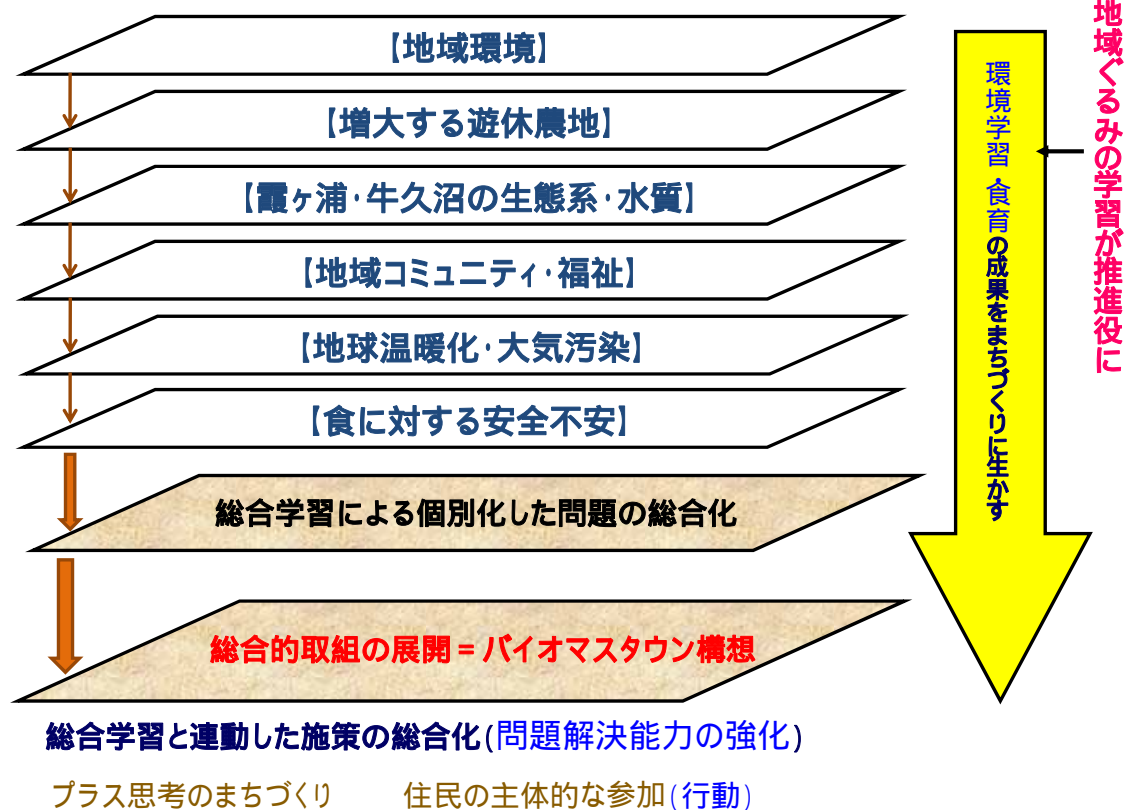 【地域環境】
【増大する遊休農地】
【霞ヶ浦・牛久沼の生態系・水質】
【地域コミュニティ・福祉】
【地球温暖化・大気汚染】
【食に対する安全不安】
総合学習による個別化した問題の総合化
総合的取組の展開=バイオマスタウン構想
環境学習・食育の成果をまちづくりに生かす
地域ぐるみの学習が推進役に
総合学習と連動した施策の総合化(問題解決能力の強化)
プラス思考のまちづくり　住民の主体的な参加(行動)